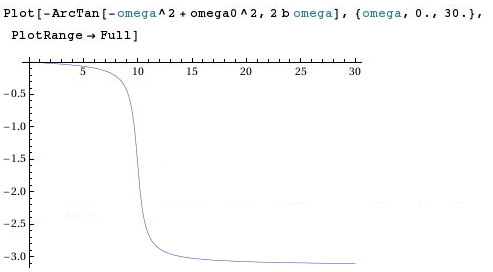 Plot[-ArcTan[-omega^2 + omega0^2, 2 b omega], {omega, 0., 30.},
PlotRange → Full]
5 10 15 20 25 30
-0.5
-1.0
-1.5
-2.0
-2.5
-3.0